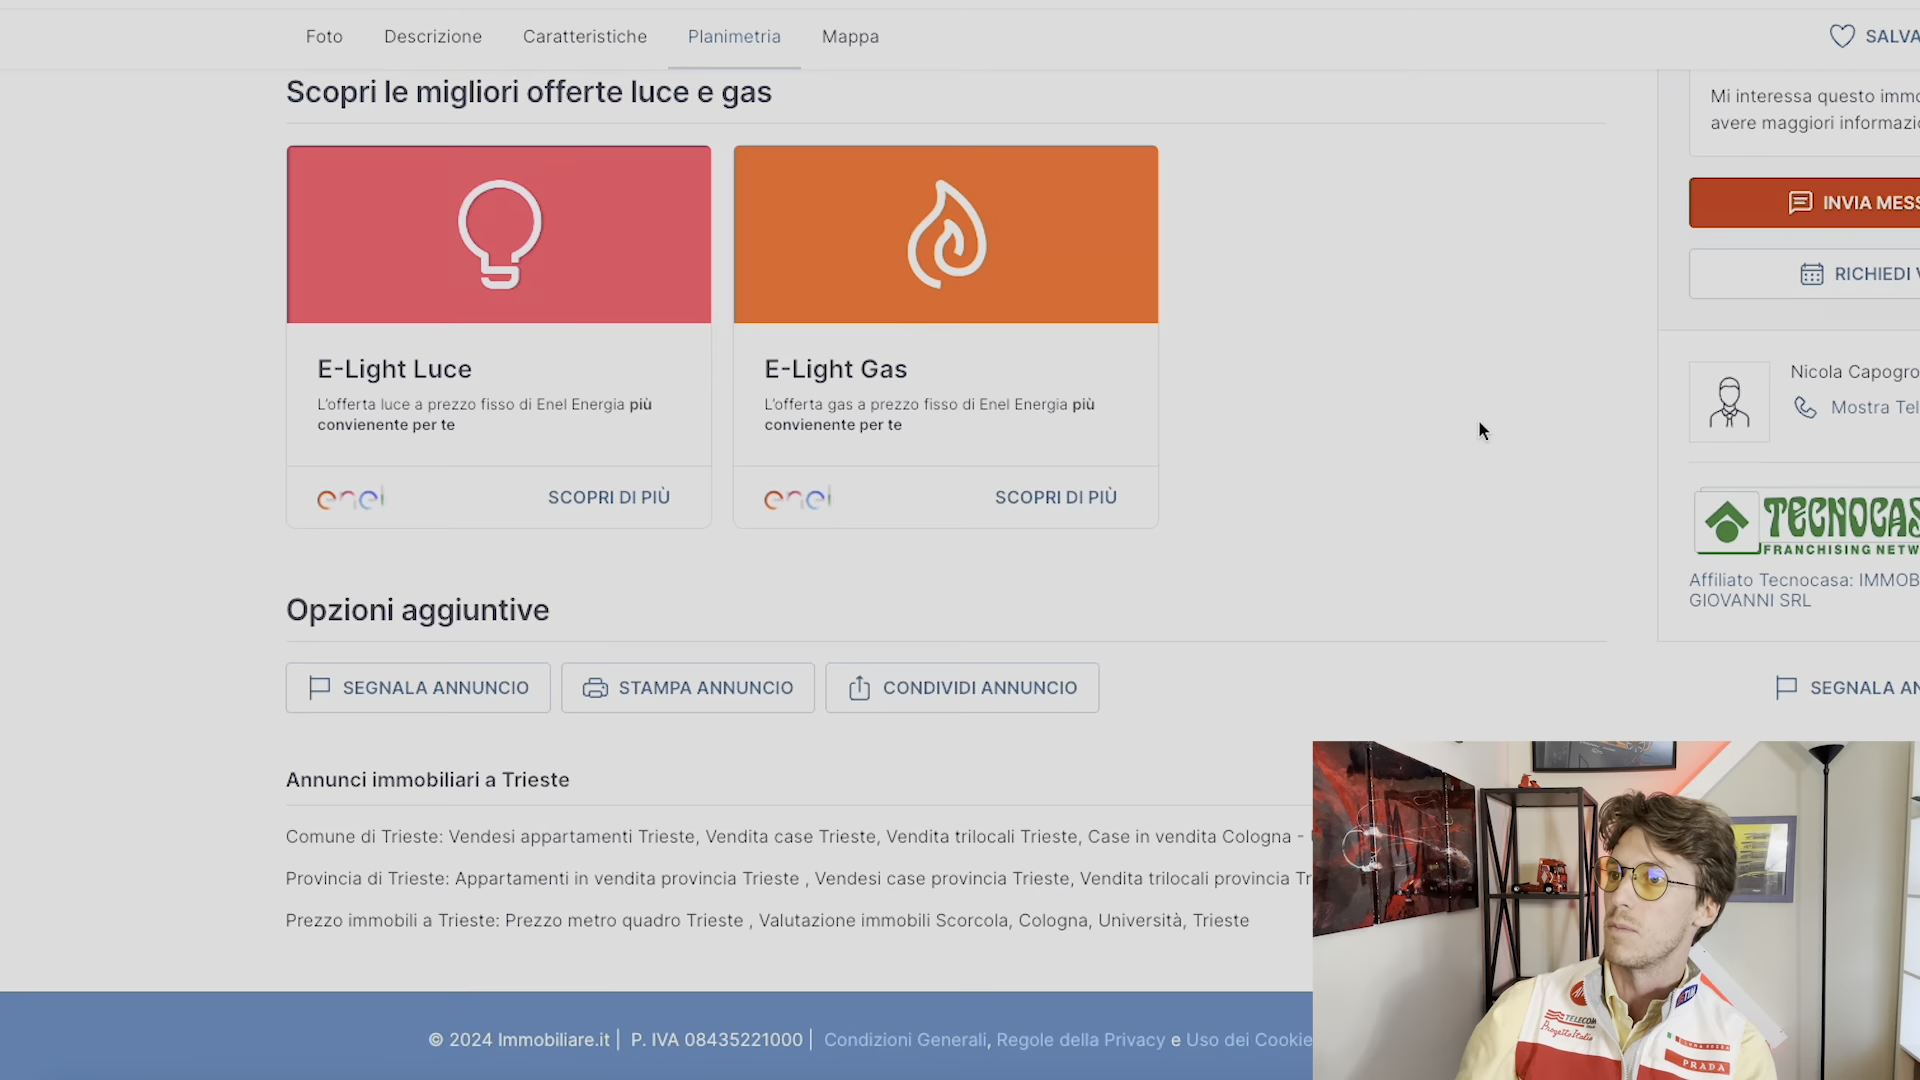 Foto Descrizione Caratteristiche Planimetria Mappa
SALVA
Scopri le migliori offerte luce e gas
E-Light Luce
L'offerta luce a prezzo fisso di Enel Energia più
convienente per te
enel SCOPRI DI PIÙ
E-Light Gas
L'offerta gas a prezzo fisso di Enel Energia più
convienente per te
enel SCOPRI DI PIÙ
Mi interessa questo immo
avere maggiori informazi
INVIA MESS
RICHIEDI V
Nicola Capogro
Mostra Tel
TECNOCAS
FRANCHISING NETW
Affiliato Tecnocasa: IMMOB
GIOVANNI SRL
Opzioni aggiuntive
SEGNALA ANNUNCIO STAMPA ANNUNCIO CONDIVIDI ANNUNCIO
SEGNALA AN
Annunci immobiliari a Trieste
Comune di Trieste: Vendesi appartamenti Trieste, Vendita case Trieste, Vendita trilocali Trieste, Case in vendita Cologna -
Provincia di Trieste: Appartamenti in vendita provincia Trieste , Vendesi case provincia Trieste, Vendita trilocali provincia Tr
Prezzo immobili a Trieste: Prezzo metro quadro Trieste , Valutazione immobili Scorcola, Cologna, Università, Trieste
© 2024 Immobiliare.it | P. IVA 08435221000 | Condizioni Generali, Regole della Privacy e Uso dei Cookie
TIM
TELECOM
Progetto Italia
PRADA